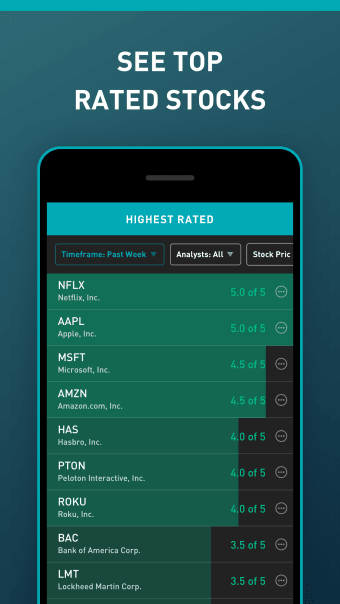 SEE TOP
RATED STOCKS
HIGHEST RATED
Timeframe: Past Week Analysts: All Stock Pric
NFLX
Netflix, Inc.
5.0 of 5
AAPL
Apple, Inc.
5.0 of 5
MSFT
Microsoft, Inc.
4.5 of 5
AMZN
Amazon.com, Inc.
4.5 of 5
HAS
Hasbro, Inc.
4.0 of 5
PTON
Peloton Interactive, Inc.
4.0 of 5
ROKU
Roku, Inc.
4.0 of 5
BAC
Bank of America Corp.
3.5 of 5
LMT
Lockheed Martin Corp.
3.5 of 5